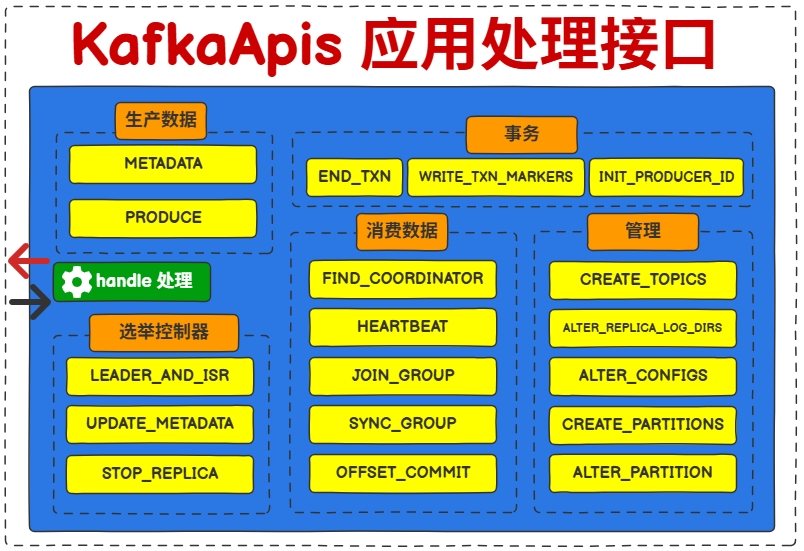 KafkaApis 应用处理接口
生产数据
METADATA
PRODUCE
事务
END_TXN
WRITE_TXN_MARKERS
INIT_PRODUCER_ID
handle 处理
选举控制器
LEADER_AND_ISR
UPDATE_METADATA
STOP_REPLICA
消费数据
FIND_COORDINATOR
HEARTBEAT
JOIN_GROUP
SYNC_GROUP
OFFSET_COMMIT
管理
CREATE_TOPICS
ALTER_REPLICA_LOG_DIRS
ALTER_CONFIGS
CREATE_PARTITIONS
ALTER_PARTITION